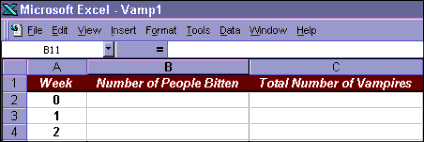 Microsoft Excel - Vamp1
File Edit View Insert Format Tools Data Window Help
B11 =
A B C
1 Week Number of People Bitten Total Number of Vampires
2 0
3 1
4 2